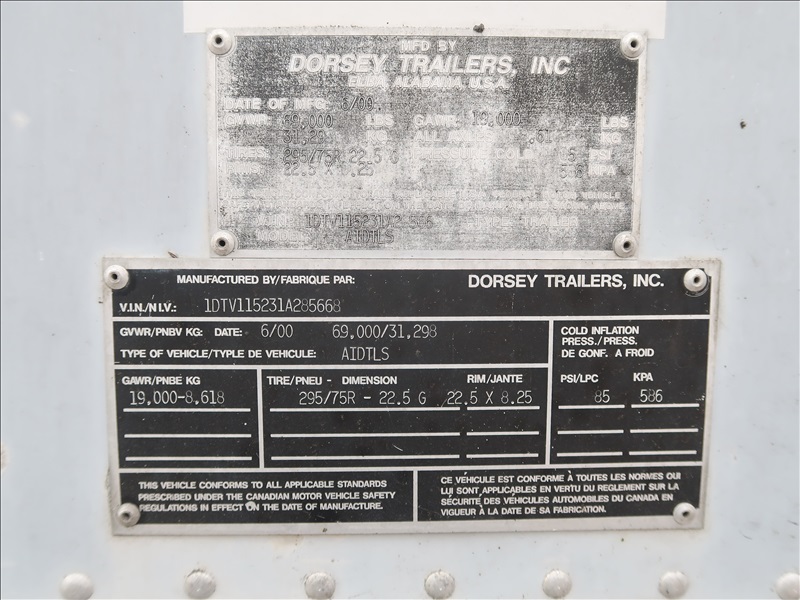 MFD BY
DORSEY TRAILERS, INC
ELBA, ALABAMA, U.S.A.
DATE OF MFG. 6/00
GVWR: 69,000 LBS GAWR: 19,000 LBS
295/75R 22.5 G
22.5 X 8.25
AIDTLS
MANUFACTURED BY/FABRIQUE PAR: DORSEY TRAILERS, INC.
V.I.N./N.I.V.: 1DTV115231A285668
GVWR/PNBV KG: DATE: 6/00 69,000/31,298
TYPE OF VEHICLE/TYPLE DE VEHICULE: AIDTLS
COLD INFLATION
PRESS./PRESS.
DE GONF. A FROID
GAWR/PNBE KG TIRE/PNEU - DIMENSION RIM/JANTE PSI/LPC KPA
19,000-8,618 295/75R - 22.5 G 22.5 X 8.25 85 586
THIS VEHICLE CONFORMS TO ALL APPLICABLE STANDARDS
PRESCRIBED UNDER THE CANADIAN MOTOR VEHICLE SAFETY
REGULATIONS IN EFFECT ON THE DATE OF MANUFACTURE.
CE VÉHICULE EST CONFORME À TOUTES LES NORMES QUI
LUI SONT APPLICABLES EN VERTU DU REGLEMENT SUR LA
SÉCURITÉ DES VÉHICULES AUTOMOBILES DU CANADA EN
VIGUEUR À LA DATE DE SA FABRICATION.